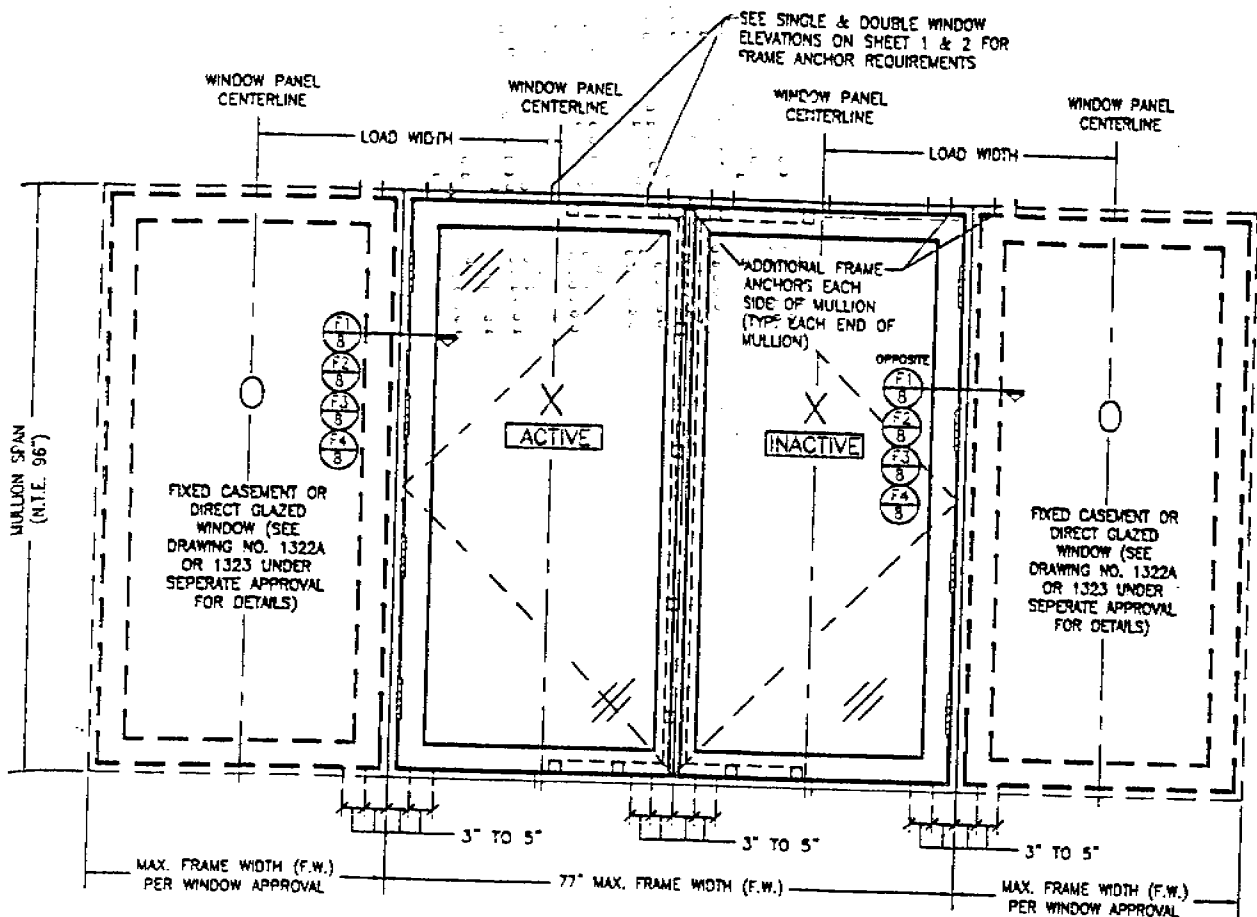 SEE SINGLE & DOUBLE WINDOW
ELEVATIONS ON SHEET 1 & 2 FOR
FRAME ANCHOR REQUIREMENTS
WINDOW PANEL
CENTERLINE
WINDOW PANEL
CENTERLINE
WINDOW PANEL
CENTERLINE
WINDOW PANEL
CENTERLINE
LOAD WIDTH
LOAD WIDTH
MULLION SPAN
(N.T.E. 96")
ADDITIONAL FRAME
ANCHORS EACH
SIDE OF MULLION
(TYP. EACH END OF
MULLION)
F1
8
F2
8
F3
8
F4
8
OPPOSITE
F1
8
F2
8
F3
8
F4
8
O
X
ACTIVE
X
INACTIVE
O
FIXED CASEMENT OR
DIRECT GLAZED
WINDOW (SEE
DRAWING NO. 1322A
OR 1323 UNDER
SEPERATE APPROVAL
FOR DETAILS)
FIXED CASEMENT OR
DIRECT GLAZED
WINDOW (SEE
DRAWING NO. 1322A
OR 1323 UNDER
SEPERATE APPROVAL
FOR DETAILS)
3" TO 5"
3" TO 5"
3" TO 5"
MAX. FRAME WIDTH (F.W.)
PER WINDOW APPROVAL
77" MAX. FRAME WIDTH (F.W.)
MAX. FRAME WIDTH (F.W.)
PER WINDOW APPROVAL